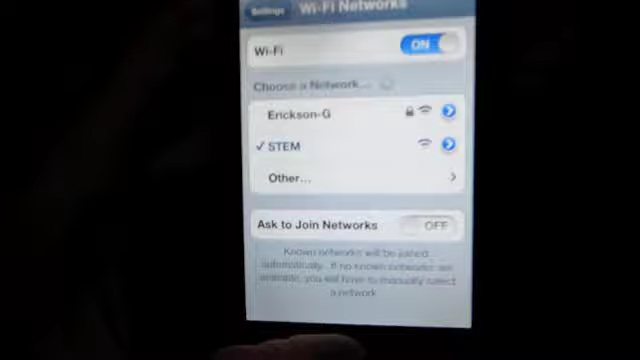 Settings Wi-Fi Networks
Wi-Fi ON
Choose a Network...
Erickson-G
✓ STEM
Other...
Ask to Join Networks OFF
Known networks will be joined
automatically. If no known networks are
available, you will have to manually select
a network.